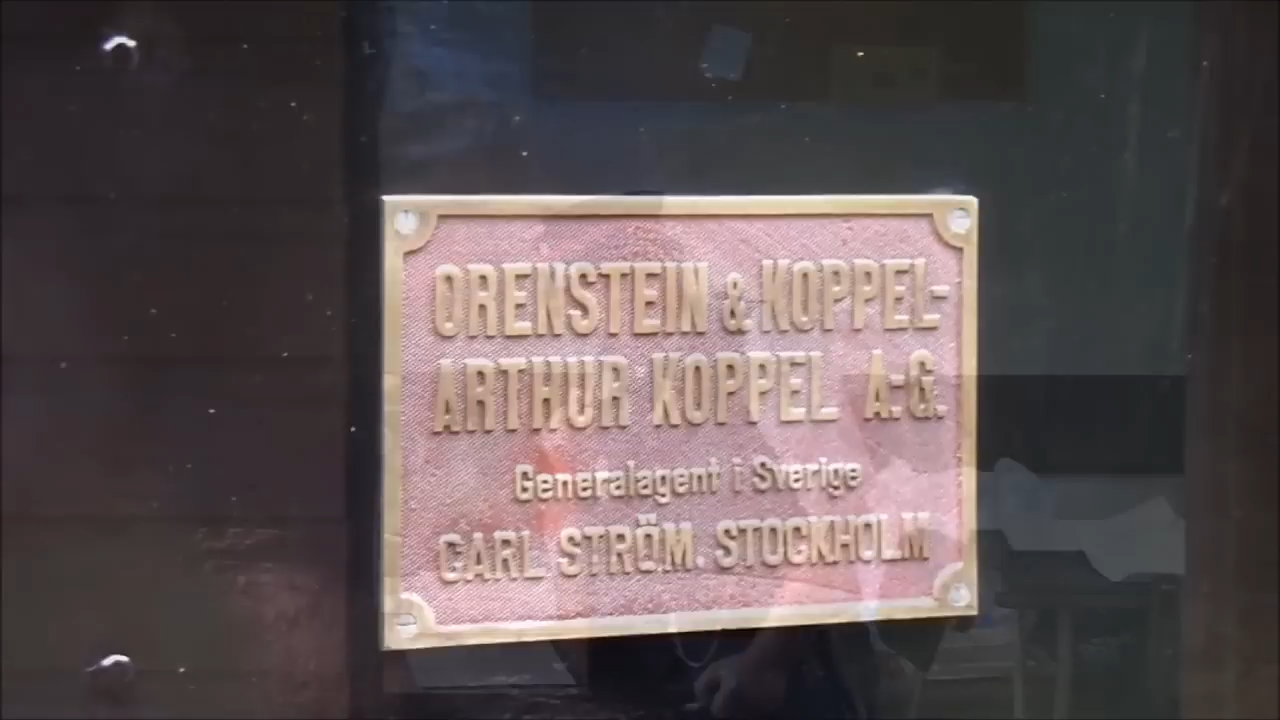 ORENSTEIN & KOPPEL-
ARTHUR KOPPEL A:G.
Generalagent i Sverige
CARL STRÖM. STOCKHOLM